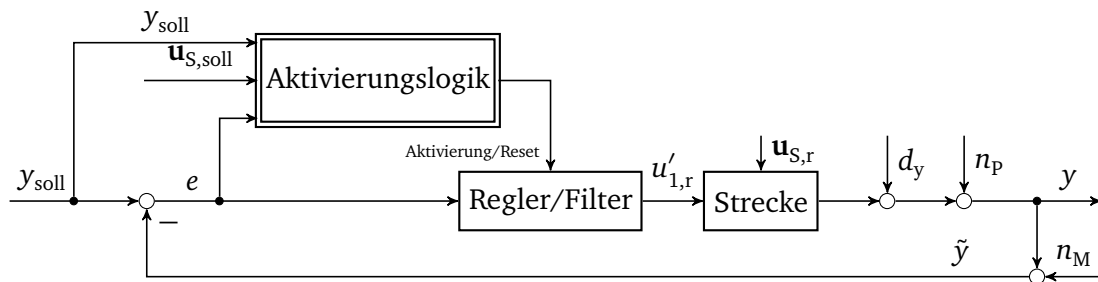 y_soll
u_S,soll
Aktivierungslogik
Aktivierung/Reset
u_S,r
y_soll
e
Regler/Filter
u′_1,r
Strecke
d_y
n_P
y
−
ỹ
n_M